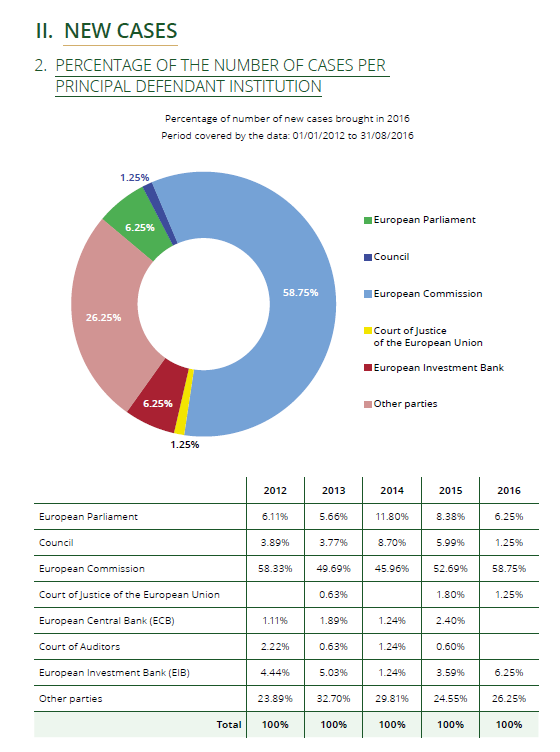 II. NEW CASES
2. PERCENTAGE OF THE NUMBER OF CASES PER
PRINCIPAL DEFENDANT INSTITUTION
Percentage of number of new cases brought in 2016
Period covered by the data: 01/01/2012 to 31/08/2016
1.25%
6.25%
58.75%
26.25%
6.25%
1.25%
European Parliament
Council
European Commission
Court of Justice
of the European Union
European Investment Bank
Other parties
2012 2013 2014 2015 2016
European Parliament 6.11% 5.66% 11.80% 8.38% 6.25%
Council 3.89% 3.77% 8.70% 5.99% 1.25%
European Commission 58.33% 49.69% 45.96% 52.69% 58.75%
Court of Justice of the European Union 0.63% 1.80% 1.25%
European Central Bank (ECB) 1.11% 1.89% 1.24% 2.40%
Court of Auditors 2.22% 0.63% 1.24% 0.60%
European Investment Bank (EIB) 4.44% 5.03% 1.24% 3.59% 6.25%
Other parties 23.89% 32.70% 29.81% 24.55% 26.25%
Total 100% 100% 100% 100% 100%